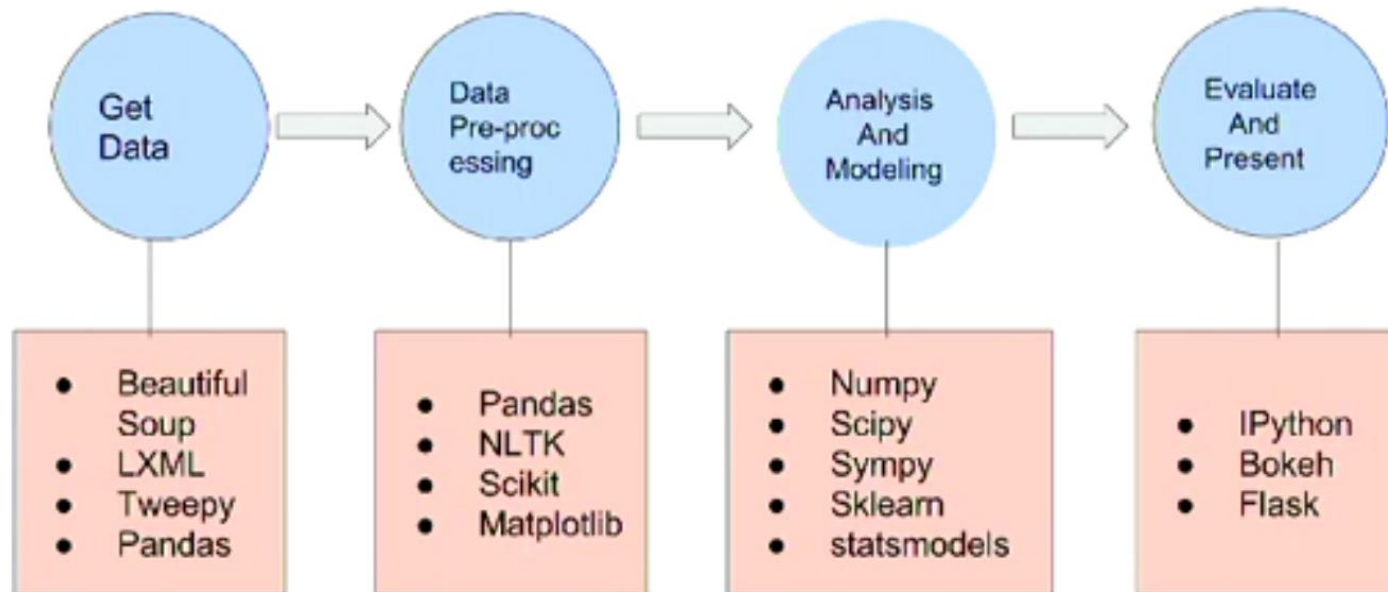 Get
Data
Data
Pre-proc
essing
Analysis
And
Modeling
Evaluate
And
Present
● Beautiful
Soup
● LXML
● Tweepy
● Pandas
● Pandas
● NLTK
● Scikit
● Matplotlib
● Numpy
● Scipy
● Sympy
● Sklearn
● statsmodels
● IPython
● Bokeh
● Flask